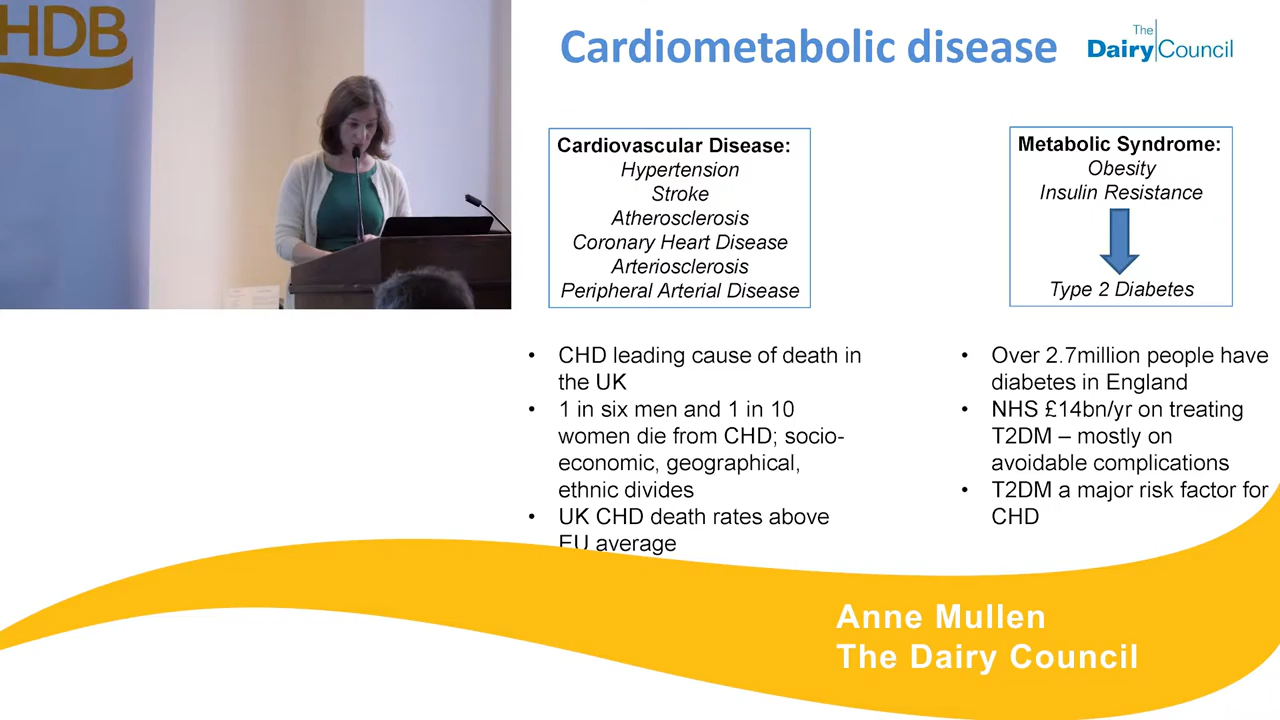 HDB
Cardiometabolic disease
The
Dairy Council
Cardiovascular Disease:
Hypertension
Stroke
Atherosclerosis
Coronary Heart Disease
Arteriosclerosis
Peripheral Arterial Disease
Metabolic Syndrome:
Obesity
Insulin Resistance
Type 2 Diabetes
• CHD leading cause of death in
the UK
• 1 in six men and 1 in 10
women die from CHD; socio-
economic, geographical,
ethnic divides
• UK CHD death rates above
EU average
• Over 2.7million people have
diabetes in England
• NHS £14bn/yr on treating
T2DM – mostly on
avoidable complications
• T2DM a major risk factor for
CHD
Anne Mullen
The Dairy Council